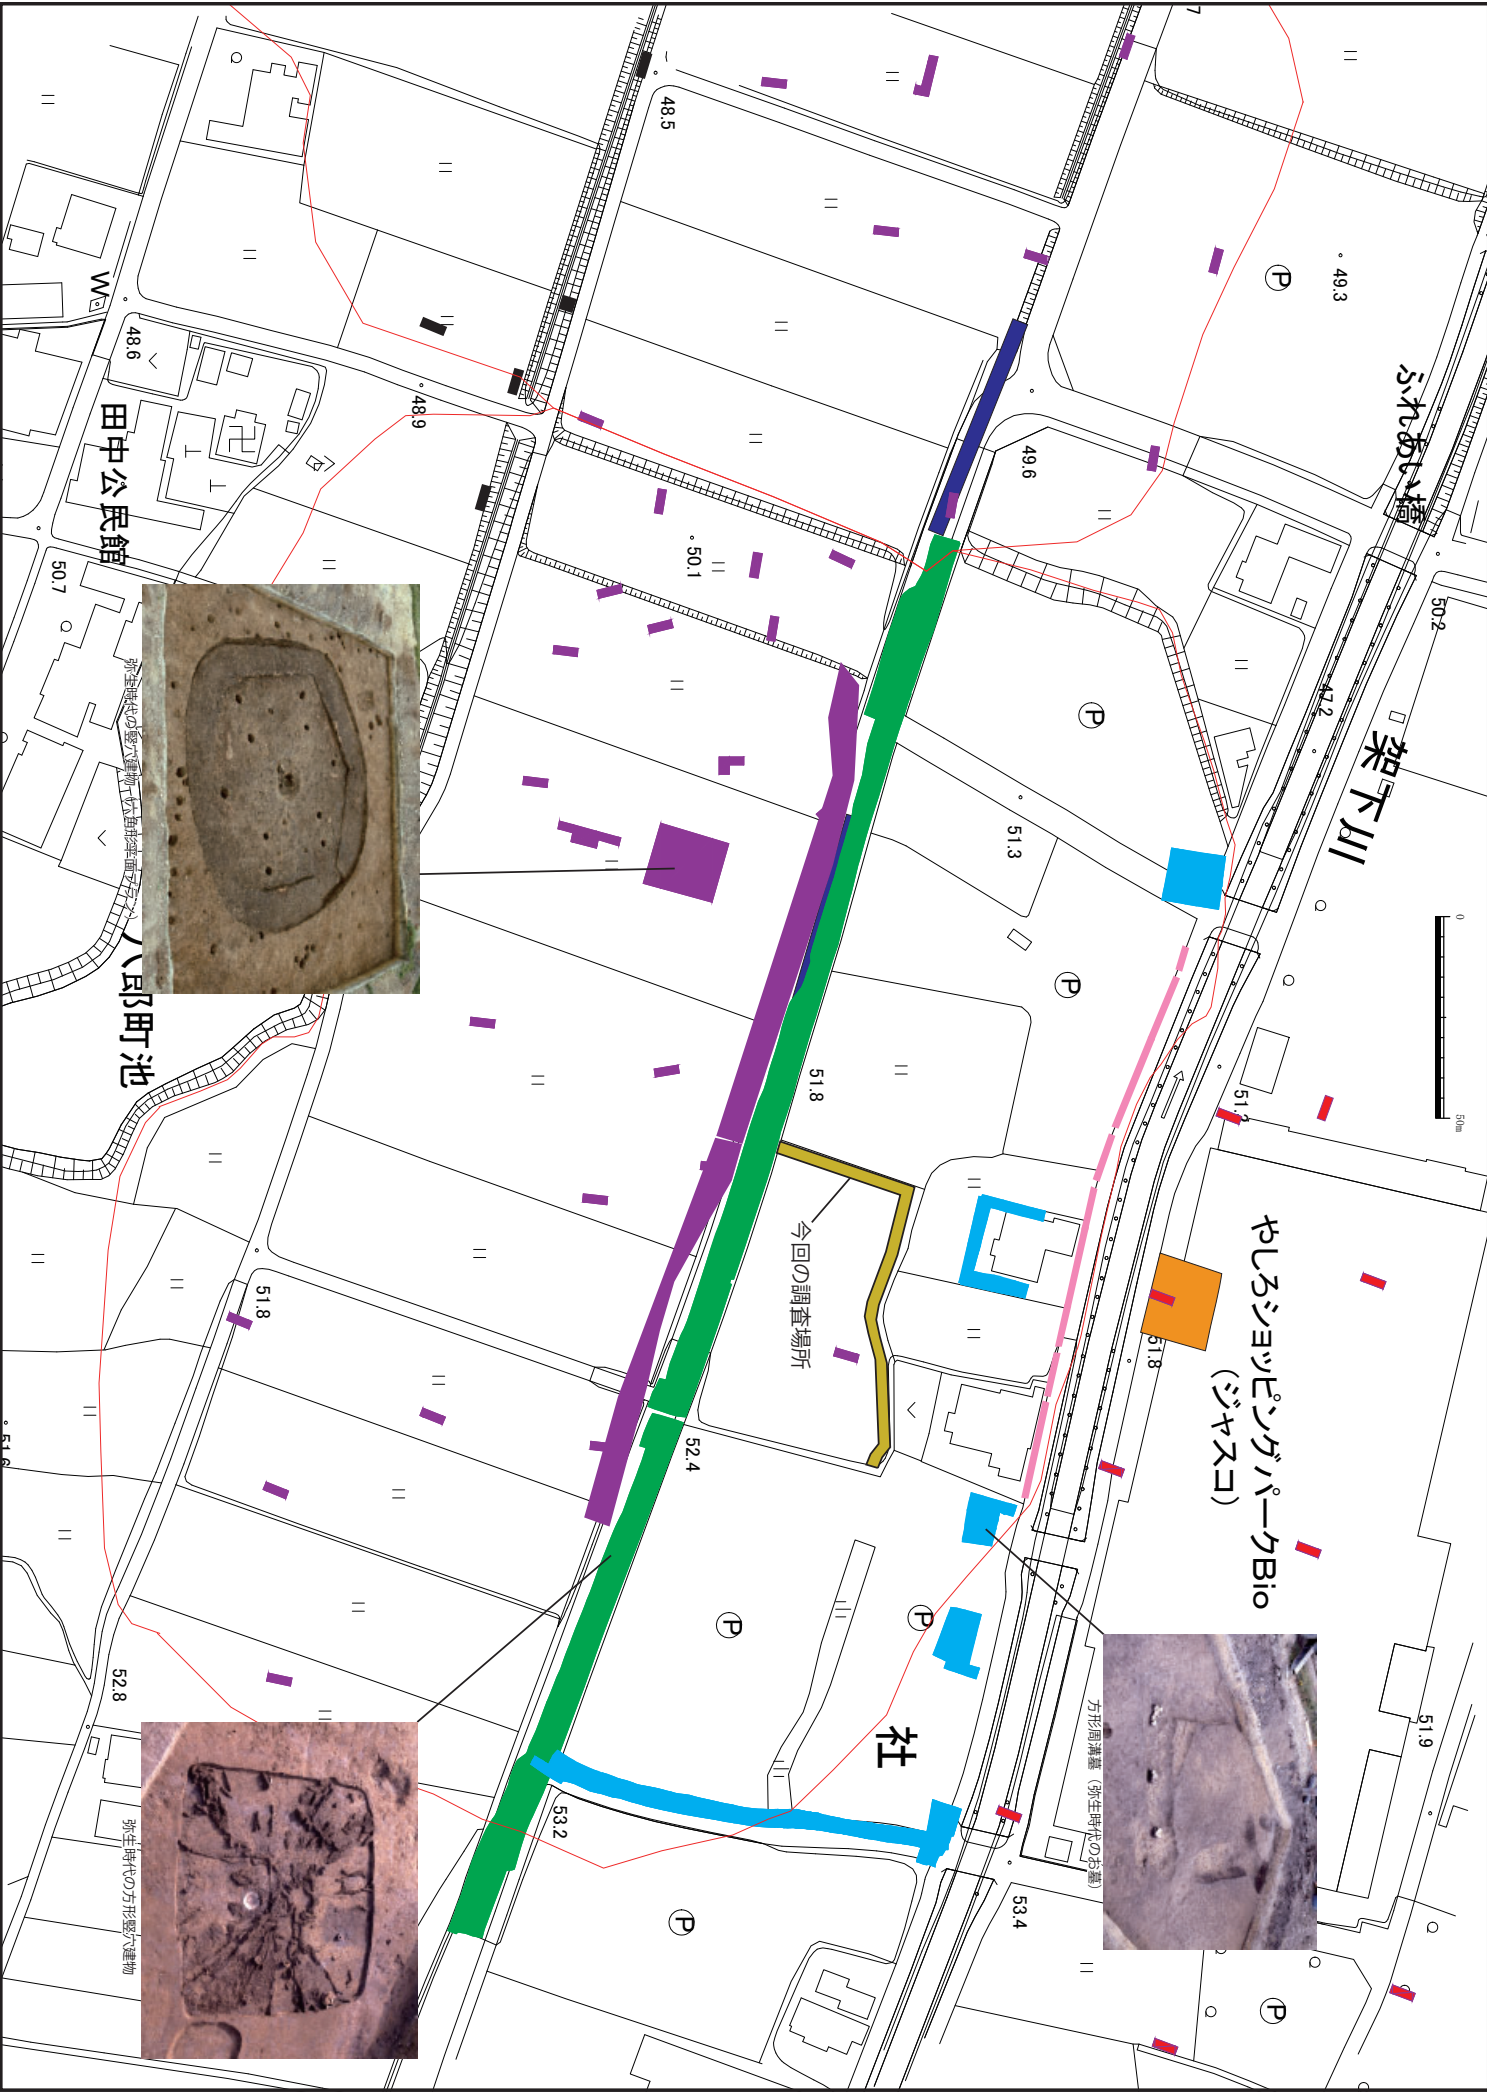 ふれあい橋
架下川
0
50m
やしろショッピングパークBio
(ジャスコ)
社
田中公民館
八郎町池
今回の調査場所
弥生時代の竪穴建物(六角形平面プラン)
弥生時代の方形竪穴建物
方形周溝墓(弥生時代のお墓)
48.5
49.3
49.6
50.2
47.2
48.6
48.9
50.1
50.7
51.3
51.8
51.8
51.8
52.4
51.9
52.8
53.2
53.4
W
P
P
P
P
P
P
P